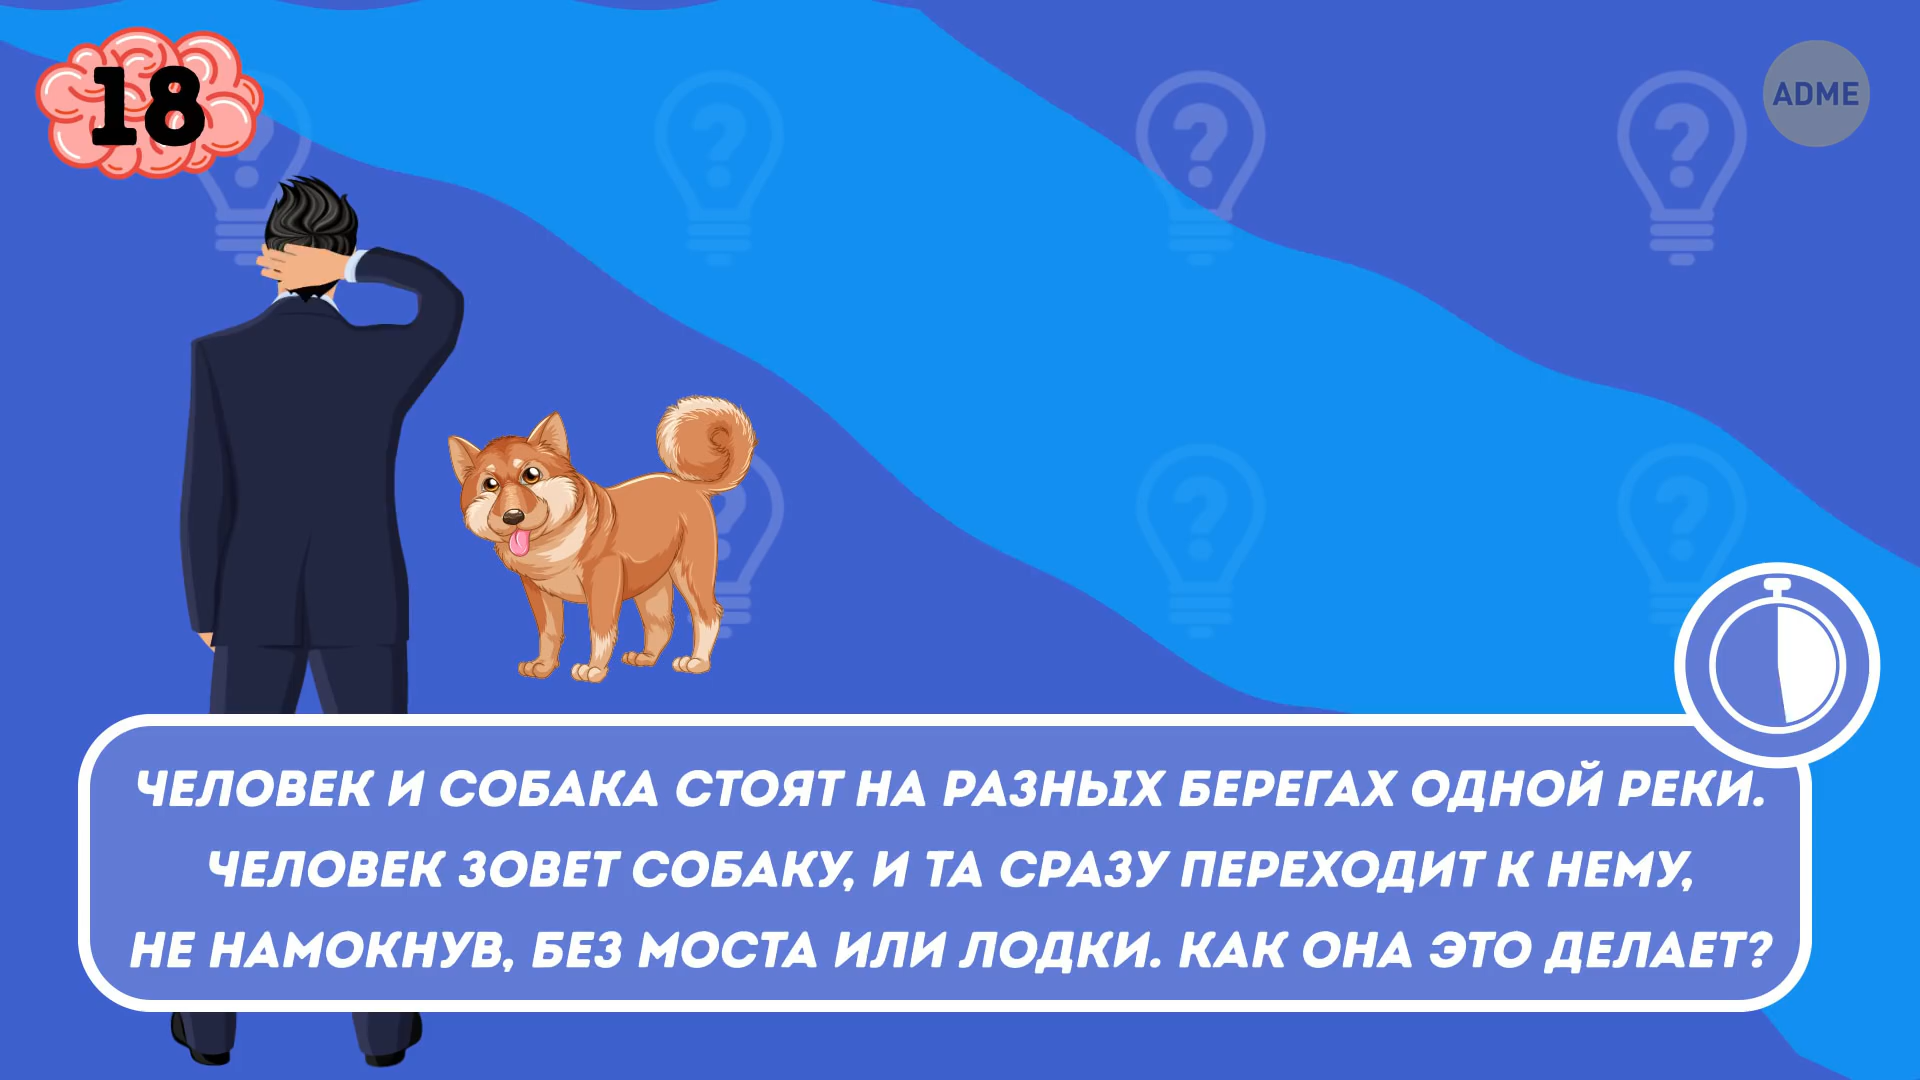 18
ADME
ЧЕЛОВЕК И СОБАКА СТОЯТ НА РАЗНЫХ БЕРЕГАХ ОДНОЙ РЕКИ.
ЧЕЛОВЕК ЗОВЕТ СОБАКУ, И ТА СРАЗУ ПЕРЕХОДИТ К НЕМУ,
НЕ НАМОКНУВ, БЕЗ МОСТА ИЛИ ЛОДКИ. КАК ОНА ЭТО ДЕЛАЕТ?